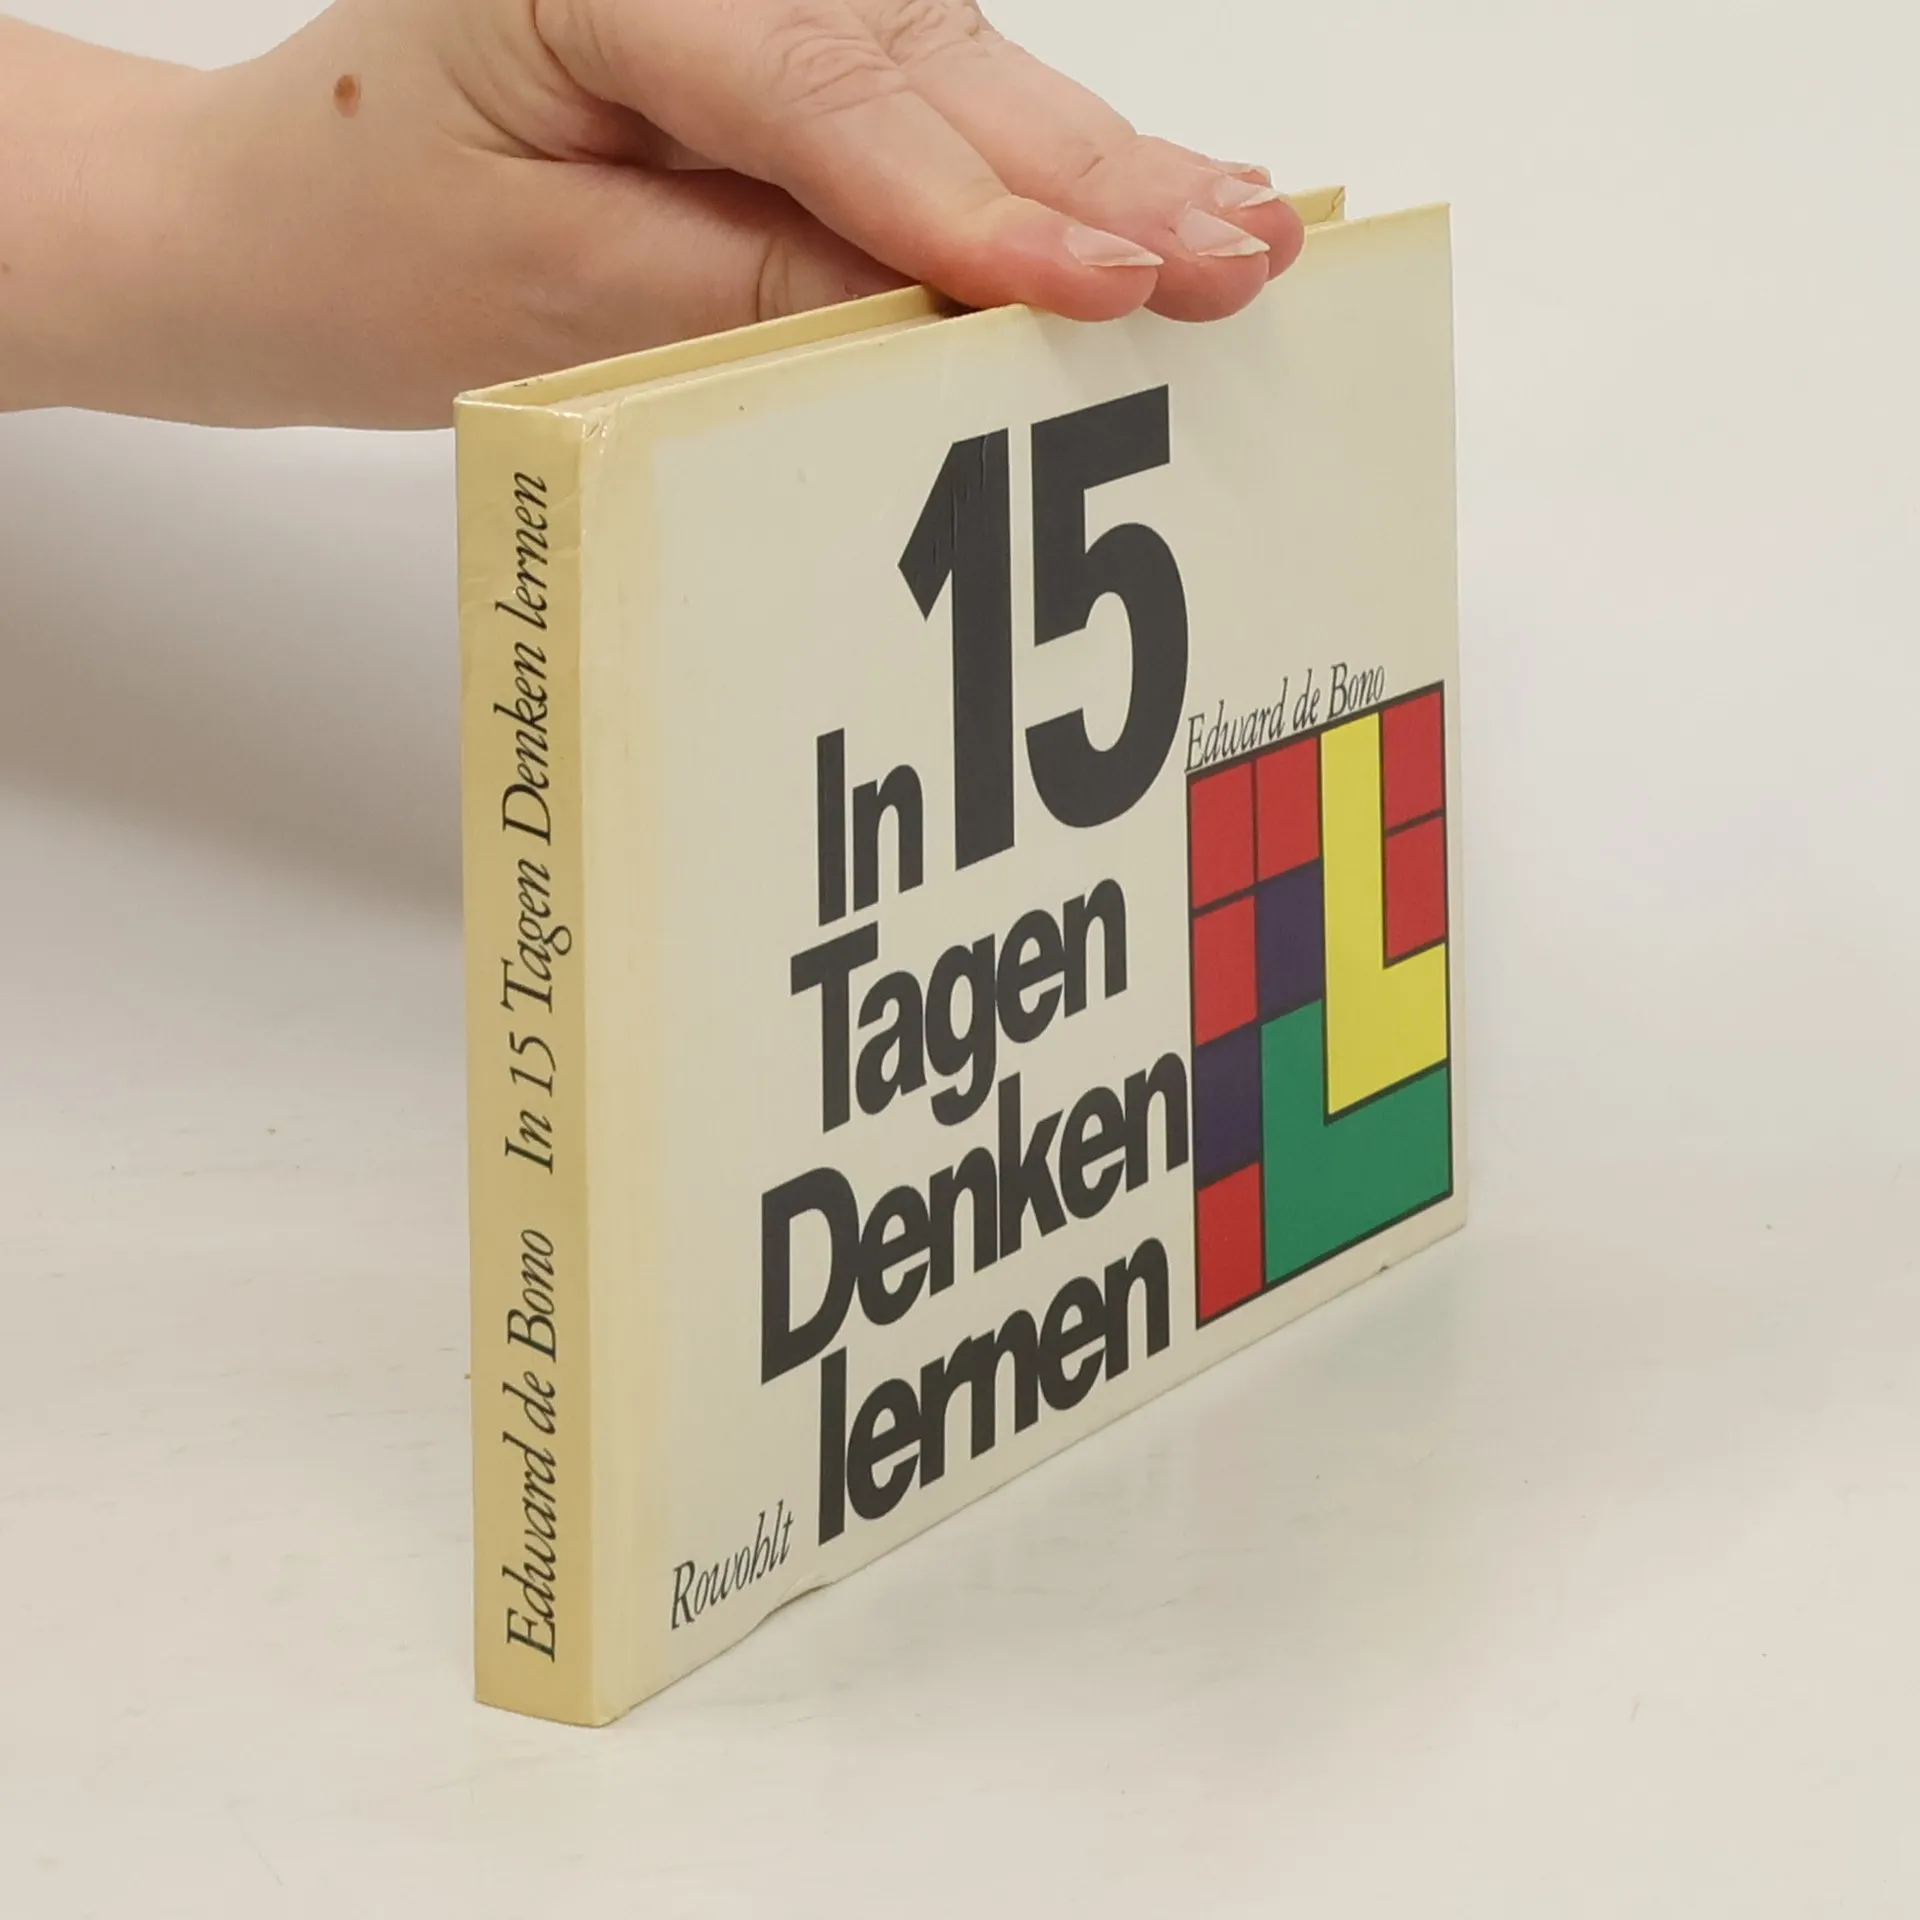 Edward de Bono In 15 Tagen Denken lernen
In 15
Tagen
Denken
lernen
Edward de Bono
Rowohlt